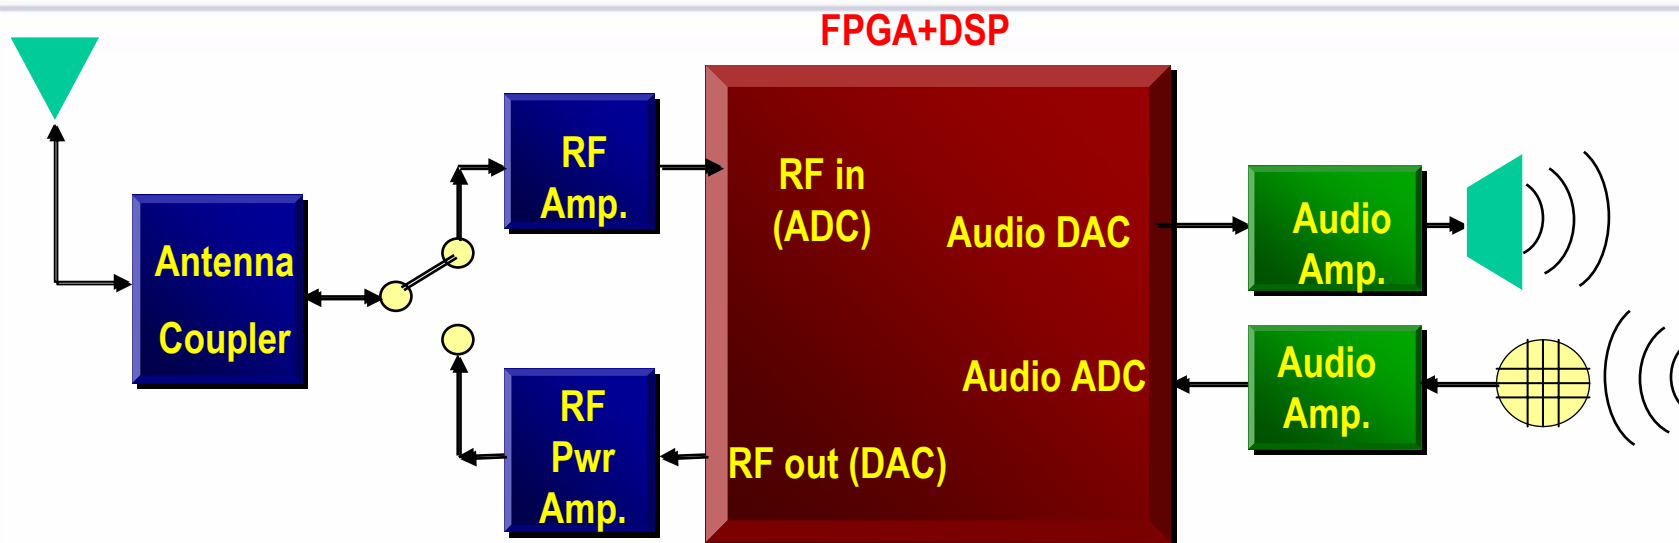 FPGA+DSP
Antenna
Coupler
RF
Amp.
RF
Pwr
Amp.
RF in
(ADC)
Audio DAC
Audio ADC
RF out (DAC)
Audio
Amp.
Audio
Amp.